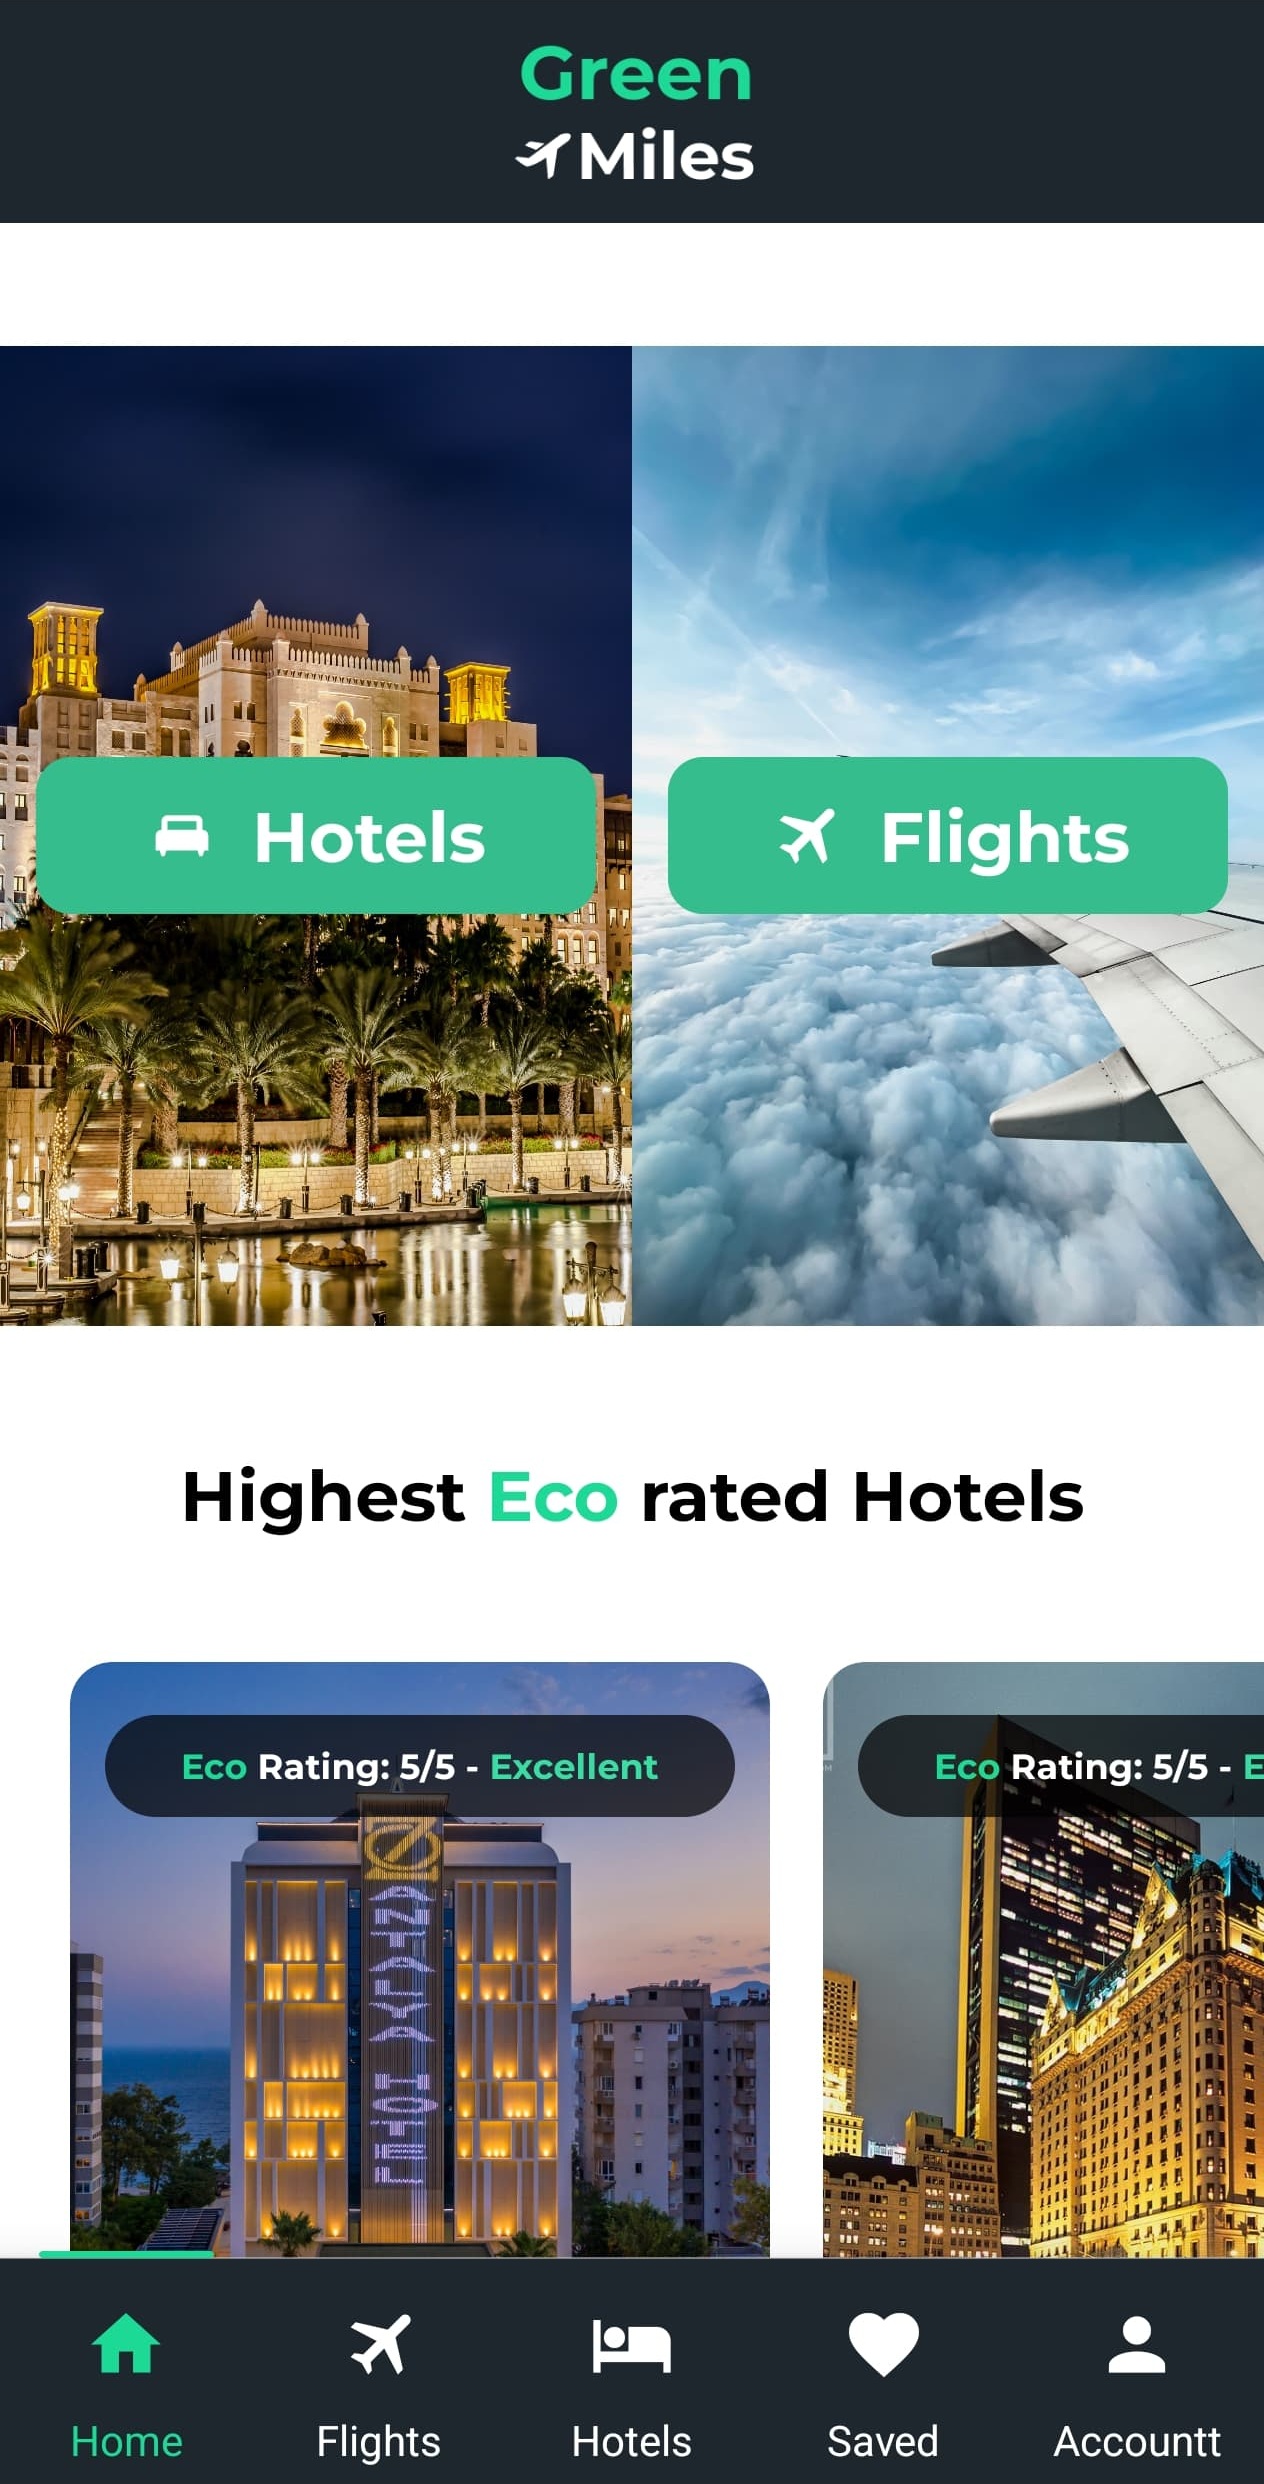 Green
Miles
Hotels
Flights
Highest Eco rated Hotels
Eco Rating: 5/5 - Excellent
Eco Rating: 5/5 - E
ANTALYA HOTEL
Home
Flights
Hotels
Saved
Accountt